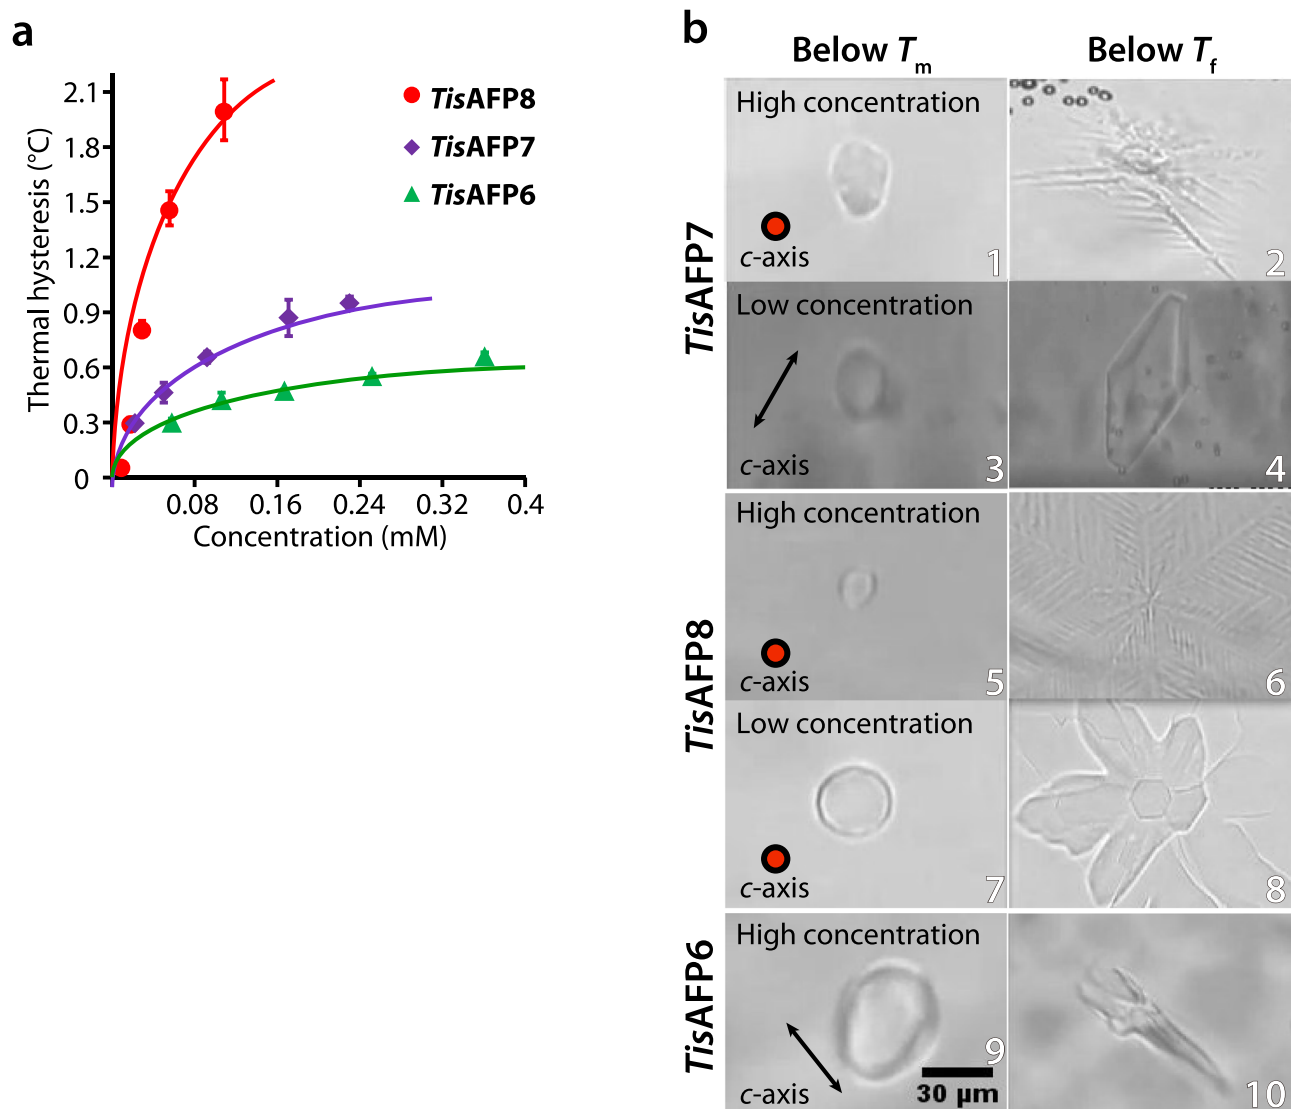 a
2.1
1.8
1.5
1.2
0.9
0.6
0.3
0
Thermal hysteresis (°C)
0.08 0.16 0.24 0.32 0.4
Concentration (mM)
TisAFP8
TisAFP7
TisAFP6
b
Below Tm
Below Tf
TisAFP7
High concentration
c-axis
1
2
Low concentration
c-axis
3
4
TisAFP8
High concentration
c-axis
5
6
Low concentration
c-axis
7
8
TisAFP6
High concentration
c-axis
9
30 µm
10